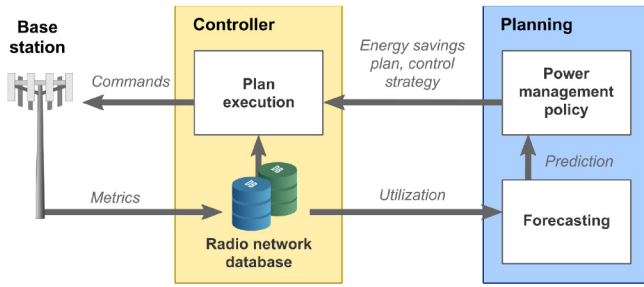 Base
station
Controller
Planning
Commands
Plan
execution
Energy savings
plan, control
strategy
Power
management
policy
Prediction
Metrics
Radio network
database
Utilization
Forecasting